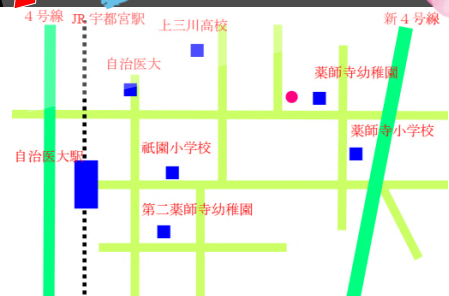 4号線
JR宇都宮駅
上三川高校
新4号線
自治医大
薬師寺幼稚園
薬師寺小学校
自治医大駅
祇園小学校
第二薬師寺幼稚園